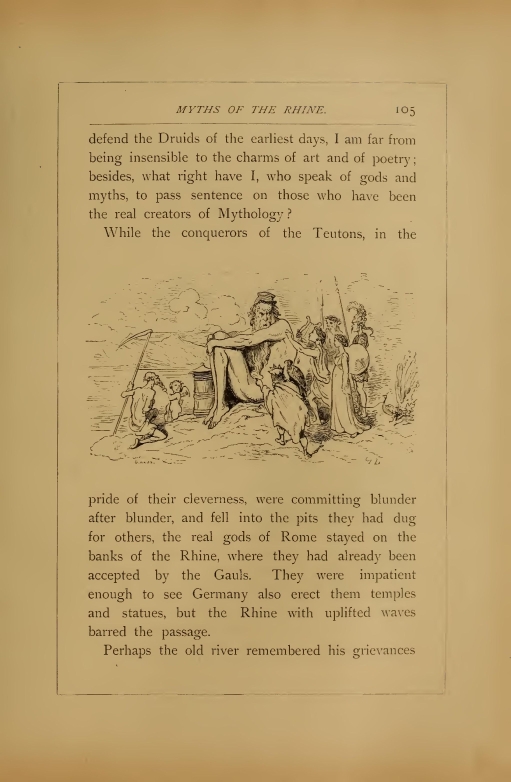 MYTHS OF THE RHINE. 105
defend the Druids of the earliest days, I am far from
being insensible to the charms of art and of poetry;
besides, what right have I, who speak of gods and
myths, to pass sentence on those who have been
the real creators of Mythology?
While the conquerors of the Teutons, in the
pride of their cleverness, were committing blunder
after blunder, and fell into the pits they had dug
for others, the real gods of Rome stayed on the
banks of the Rhine, where they had already been
accepted by the Gauls. They were impatient
enough to see Germany also erect them temples
and statues, but the Rhine with uplifted waves
barred the passage.
Perhaps the old river remembered his grievances